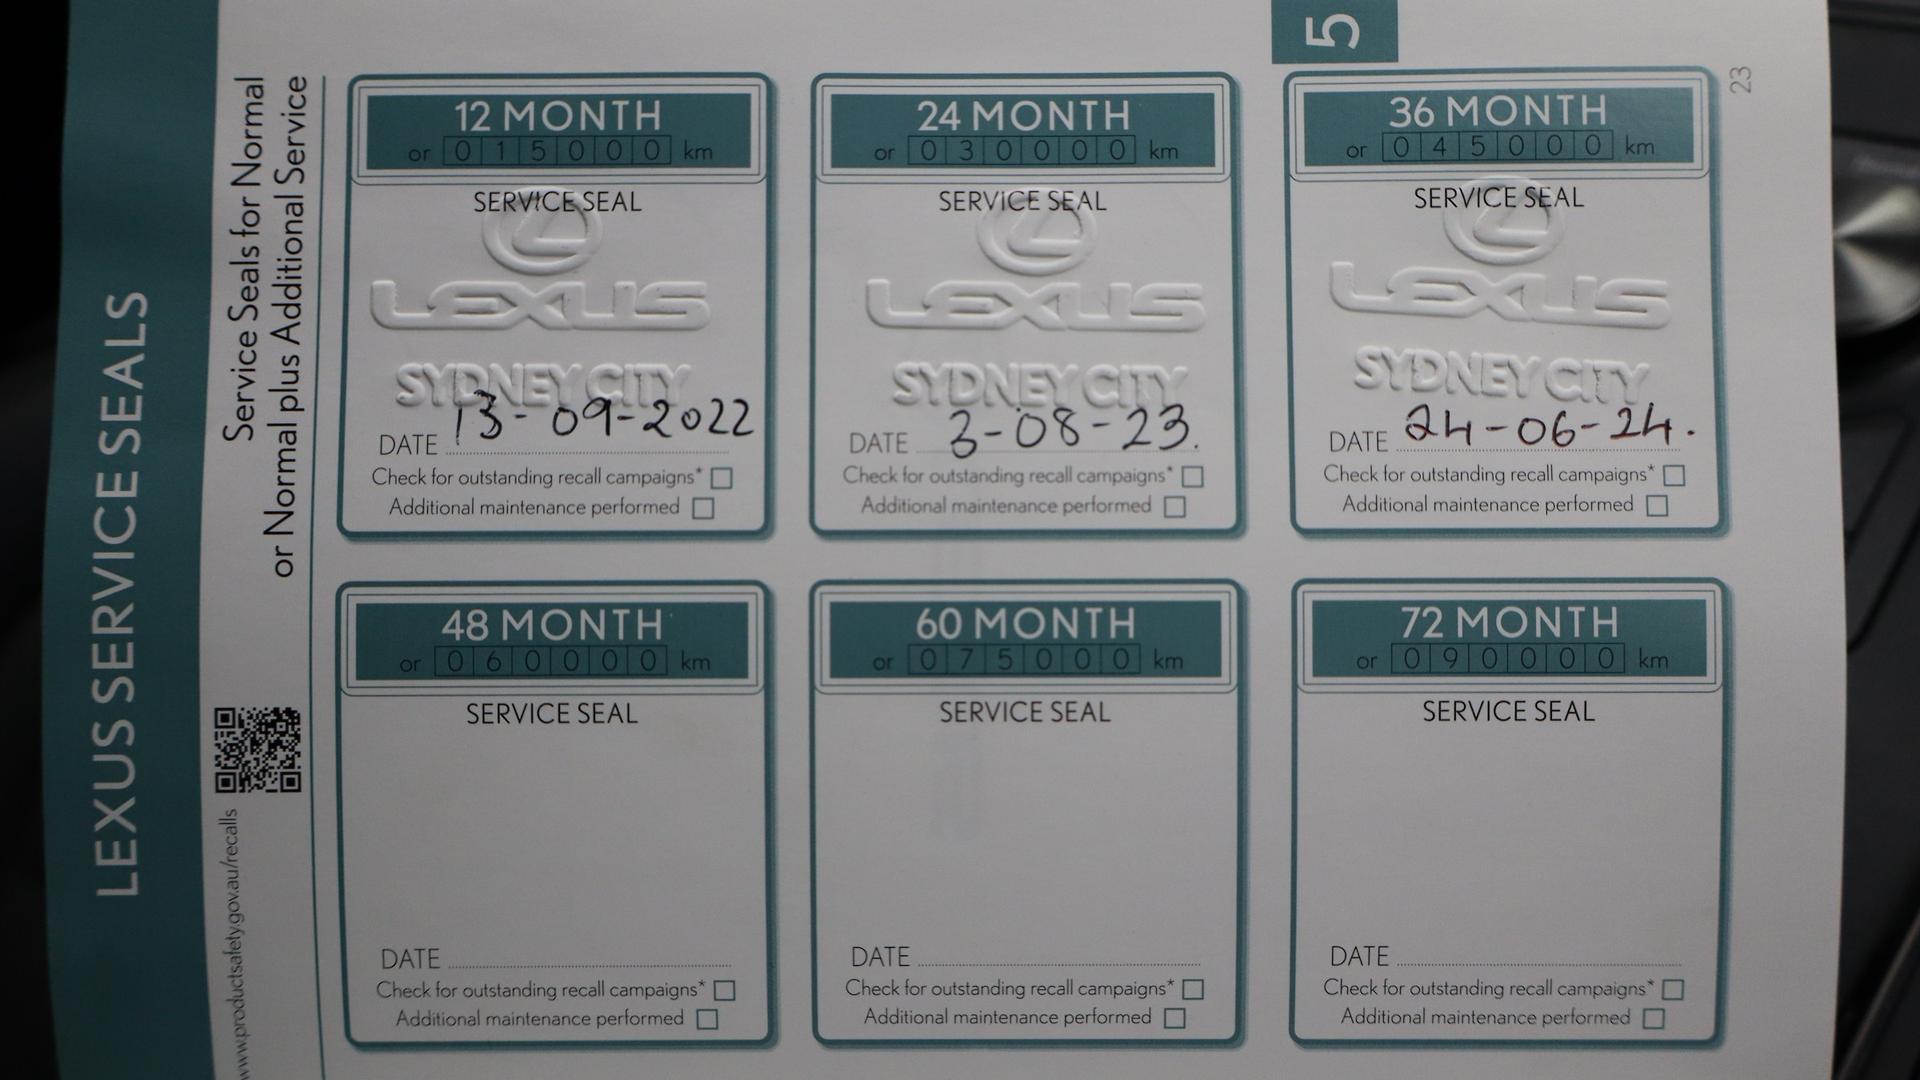 LEXUS SERVICE SEALS
Service Seals for Normal
or Normal plus Additional Service
www.productsafety.gov.au/recalls
5
23
12 MONTH
or 015000 km
SERVICE SEAL
LEXUS
SYDNEY CITY
DATE 13-09-2022
Check for outstanding recall campaigns*
Additional maintenance performed
24 MONTH
or 030000 km
SERVICE SEAL
LEXUS
SYDNEY CITY
DATE 3-08-23.
Check for outstanding recall campaigns*
Additional maintenance performed
36 MONTH
or 045000 km
SERVICE SEAL
LEXUS
SYDNEY CITY
DATE 24-06-24.
Check for outstanding recall campaigns*
Additional maintenance performed
48 MONTH
or 060000 km
SERVICE SEAL
DATE
Check for outstanding recall campaigns*
Additional maintenance performed
60 MONTH
or 075000 km
SERVICE SEAL
DATE
Check for outstanding recall campaigns*
Additional maintenance performed
72 MONTH
or 090000 km
SERVICE SEAL
DATE
Check for outstanding recall campaigns*
Additional maintenance performed